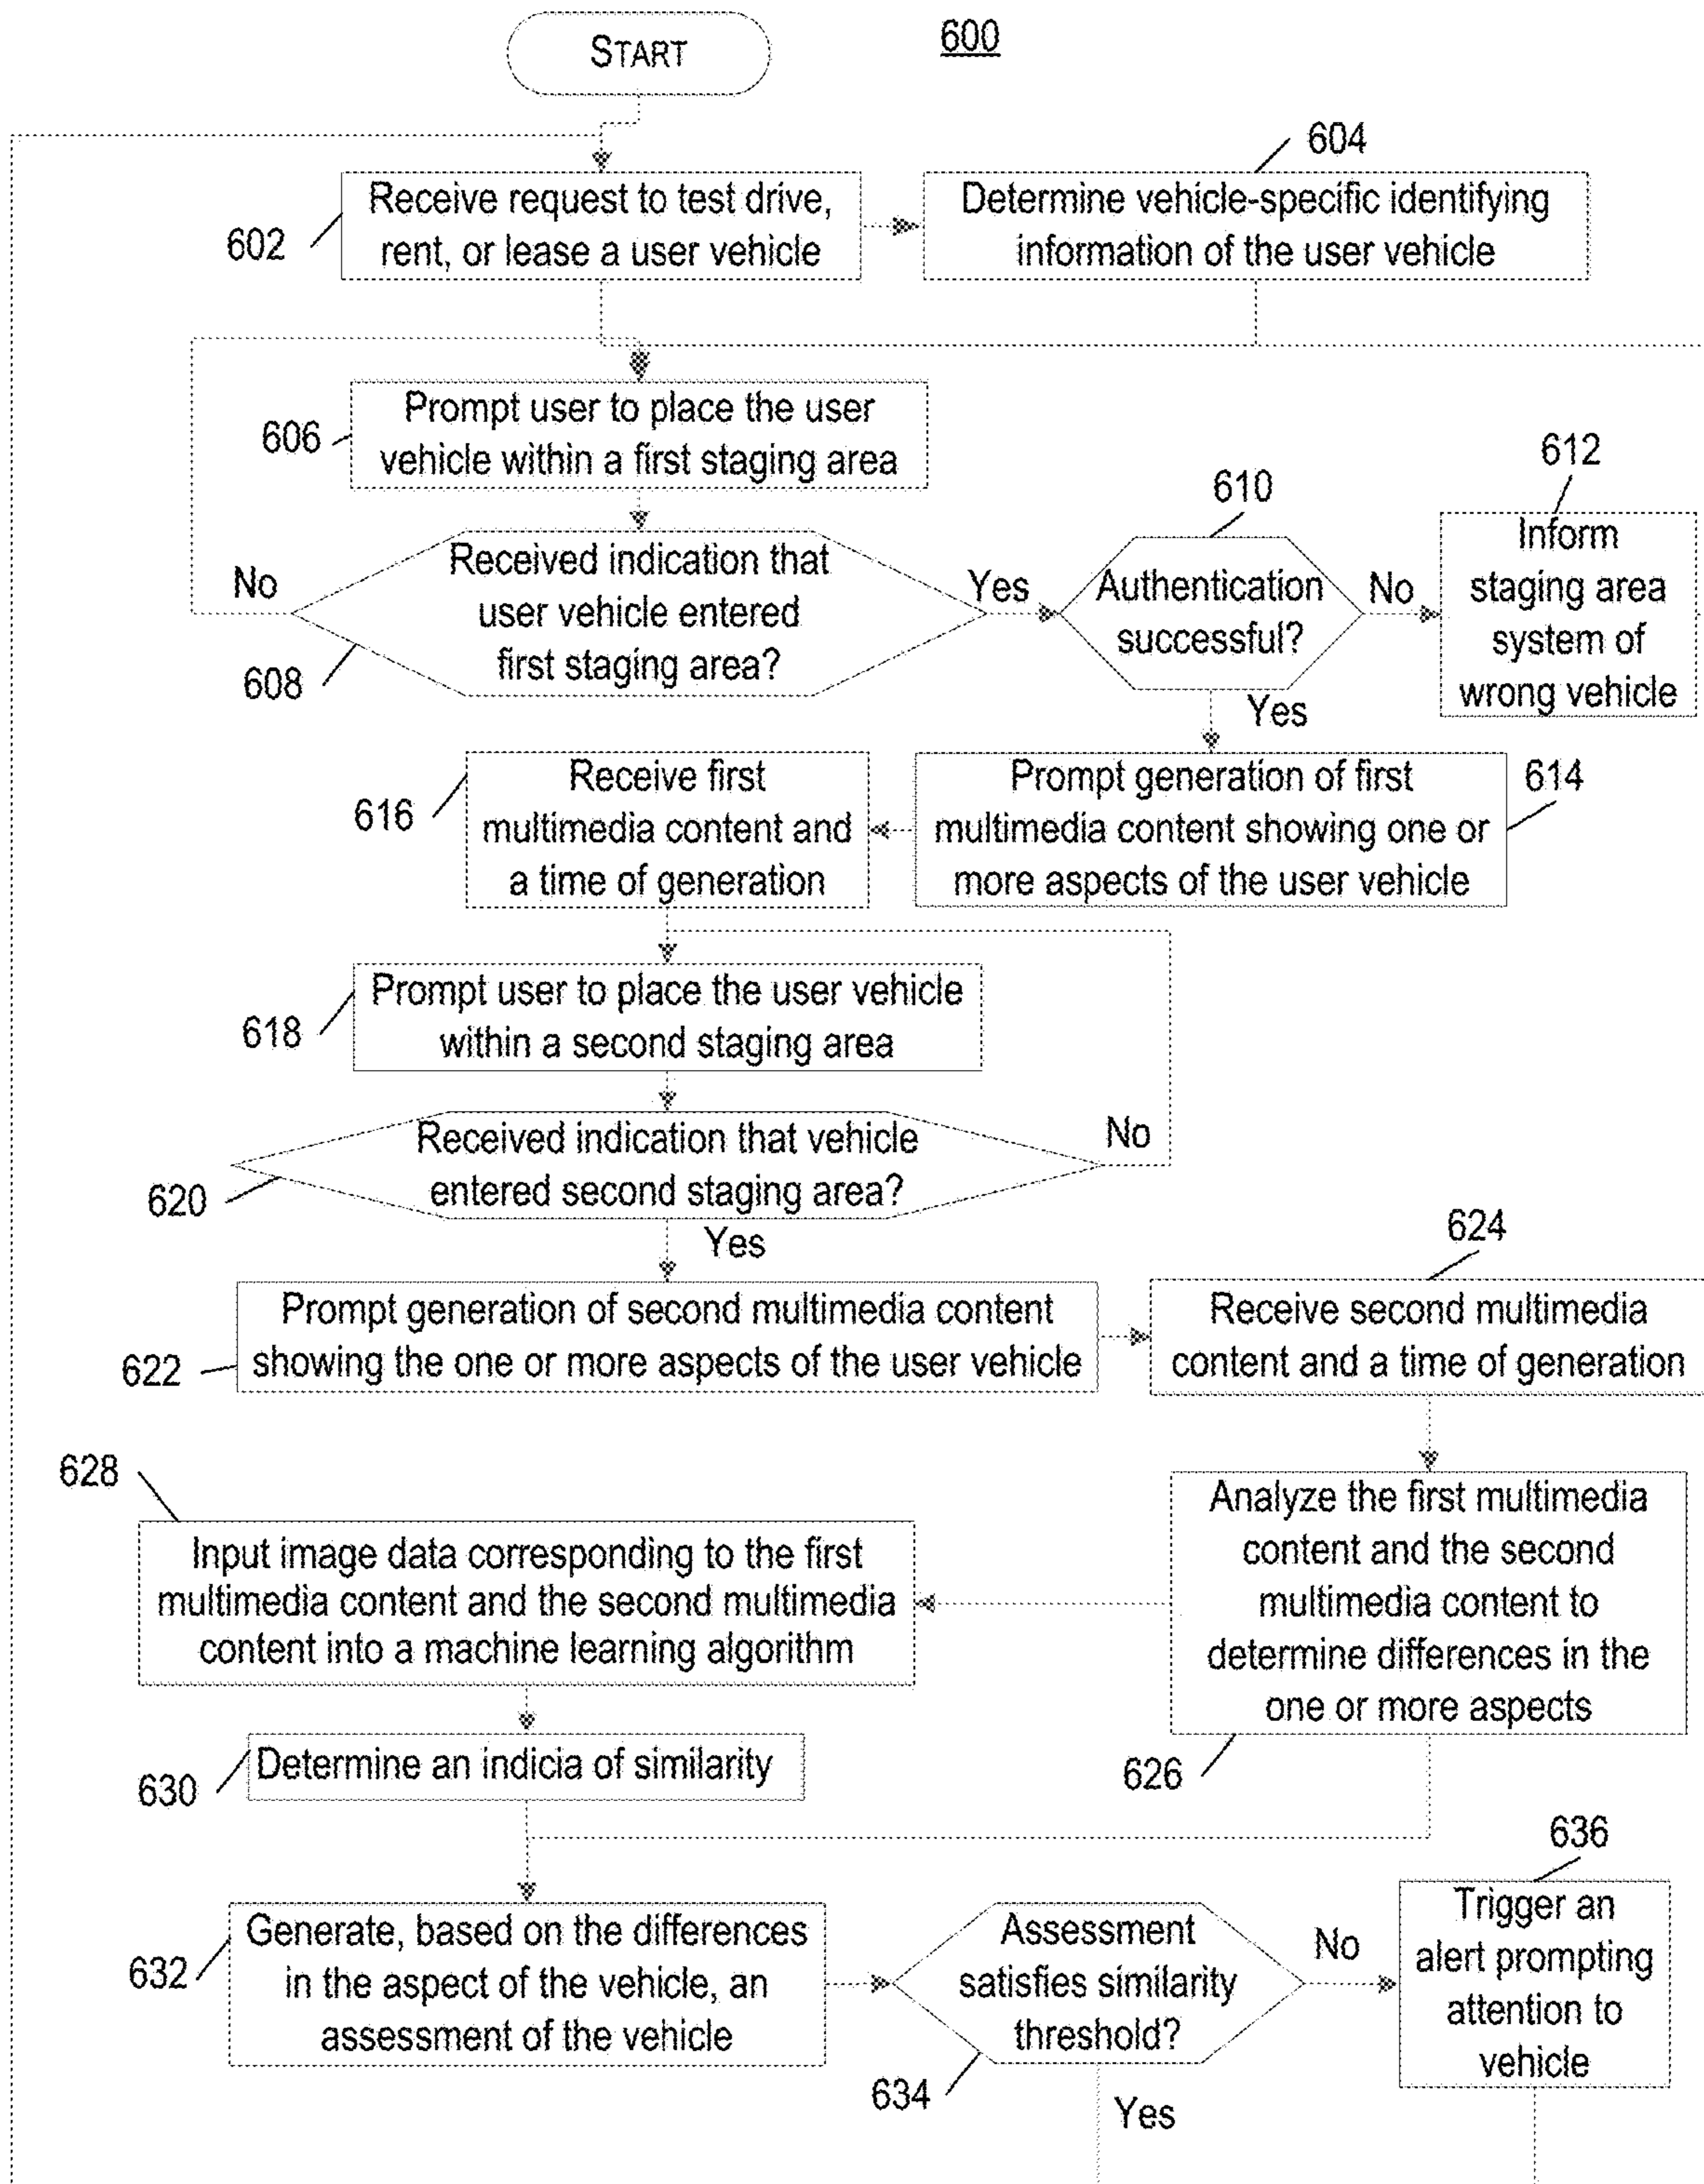 START
600
604
Receive request to test drive,
rent, or lease a user vehicle
602
Determine vehicle-specific identifying
information of the user vehicle
Prompt user to place the user
vehicle within a first staging area
606
612
610
Received indication that
user vehicle entered
first staging area?
No
Yes
608
Authentication
successful?
No
Yes
Inform
staging area
system of
wrong vehicle
616
Receive first
multimedia content and
a time of generation
Prompt generation of first
multimedia content showing one or
more aspects of the user vehicle
614
Prompt user to place the user vehicle
within a second staging area
618
Received indication that vehicle
entered second staging area?
No
620
Yes
624
Prompt generation of second multimedia content
showing the one or more aspects of the user vehicle
622
Receive second multimedia
content and a time of generation
628
Input image data corresponding to the first
multimedia content and the second multimedia
content into a machine learning algorithm
Analyze the first multimedia
content and the second
multimedia content to
determine differences in the
one or more aspects
626
Determine an indicia of similarity
630
636
Generate, based on the differences
in the aspect of the vehicle, an
assessment of the vehicle
632
Assessment
satisfies similarity
threshold?
No
634
Yes
Trigger an
alert prompting
attention to
vehicle